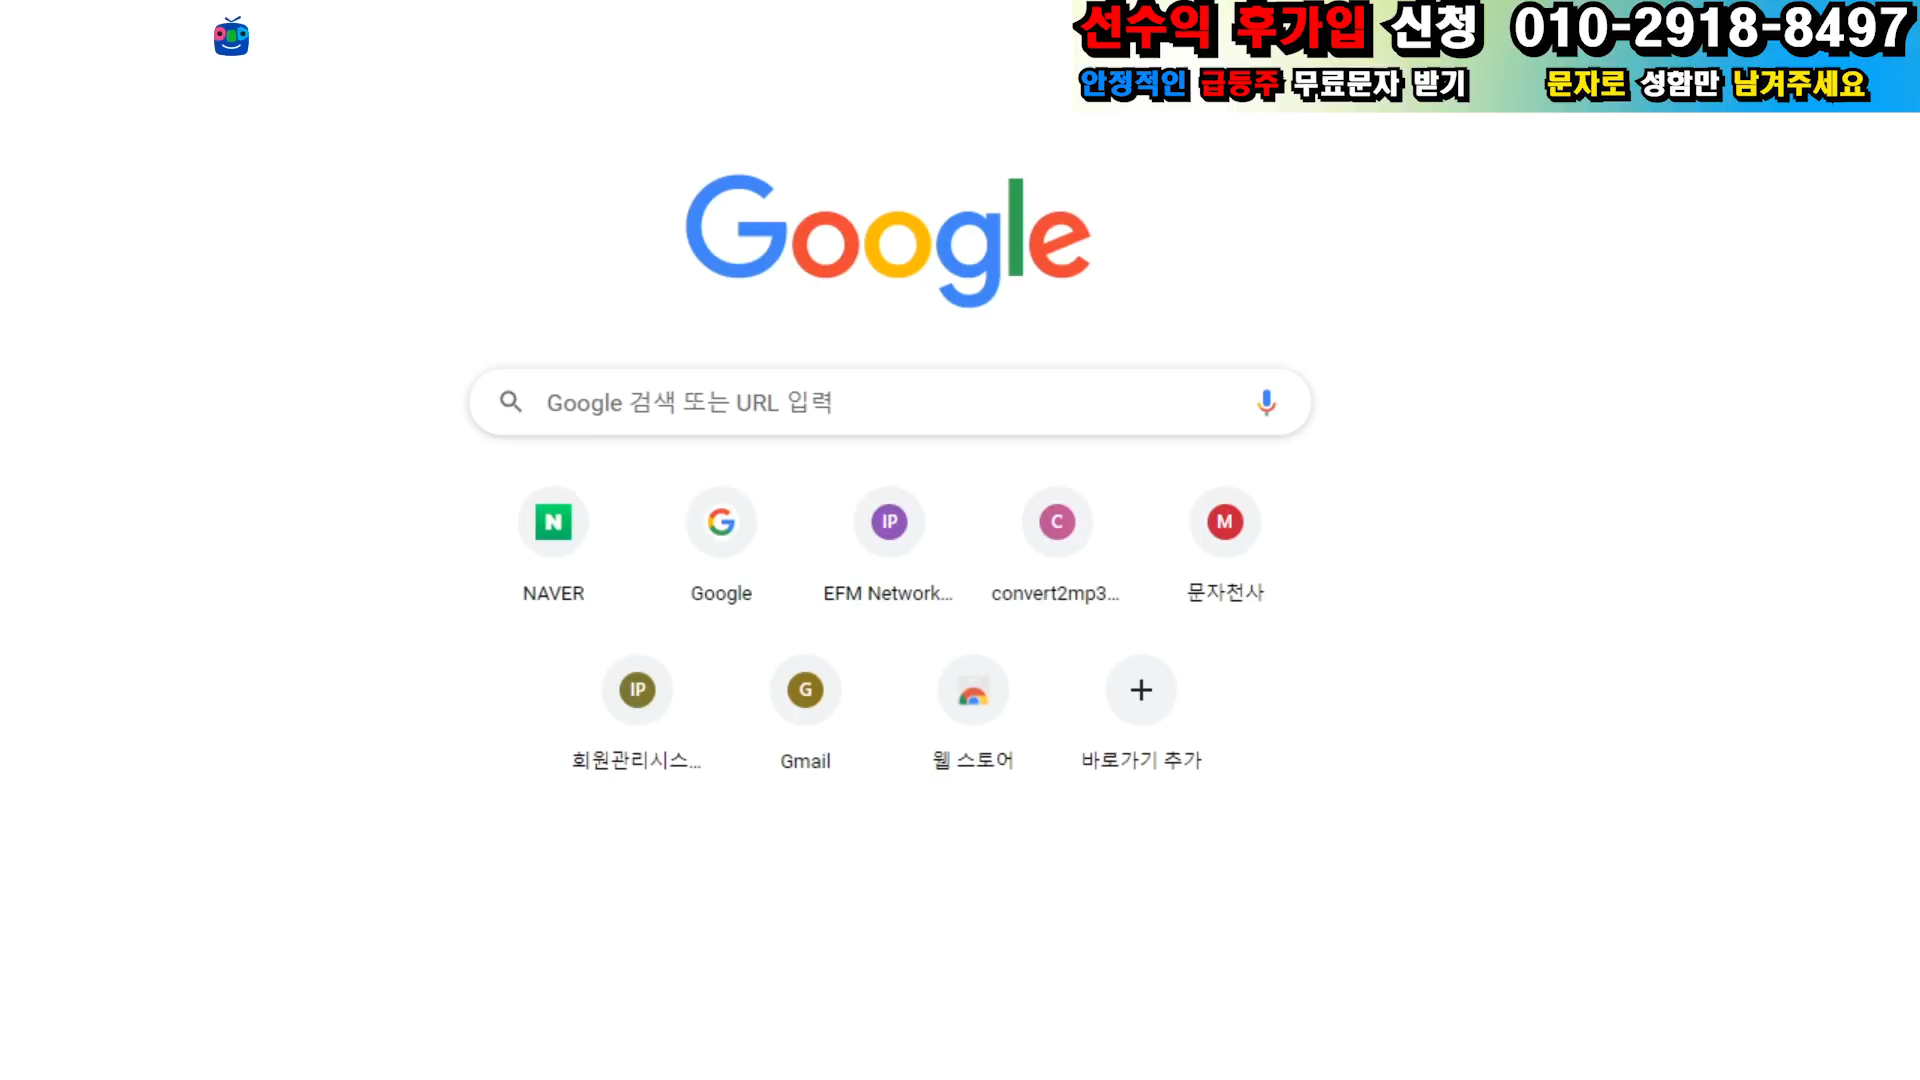 선수익 후가입 신청 010-2918-8497
안정적인 급등주 무료문자 받기 문자로 성함만 남겨주세요
Google
Google 검색 또는 URL 입력
N
G
IP
C
M
NAVER
Google
EFM Network...
convert2mp3...
문자천사
IP
G
회원관리시스...
Gmail
웹 스토어
바로가기 추가